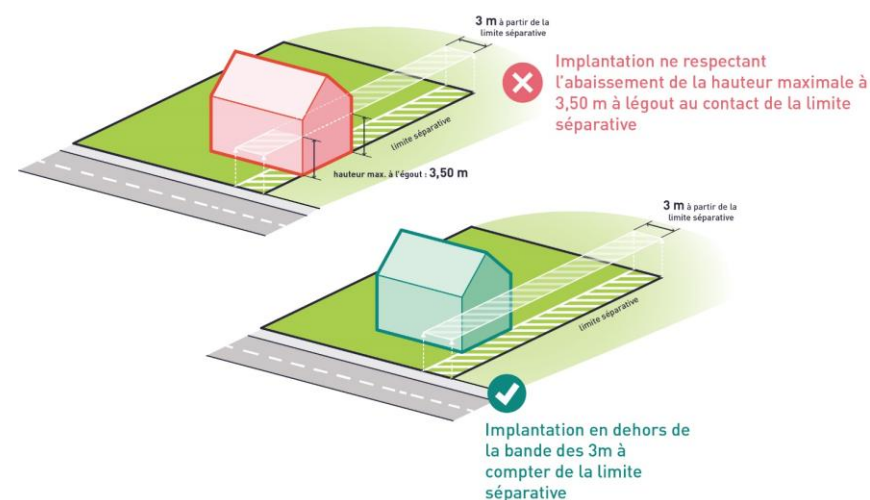 3 m à partir de la
limite séparative
Implantation ne respectant
l'abaissement de la hauteur maximale à
3,50 m à légout au contact de la limite
séparative
limite séparative
hauteur max. à l'égout : 3,50 m
3 m à partir de la
limite séparative
limite séparative
Implantation en dehors de
la bande des 3m à
compter de la limite
séparative